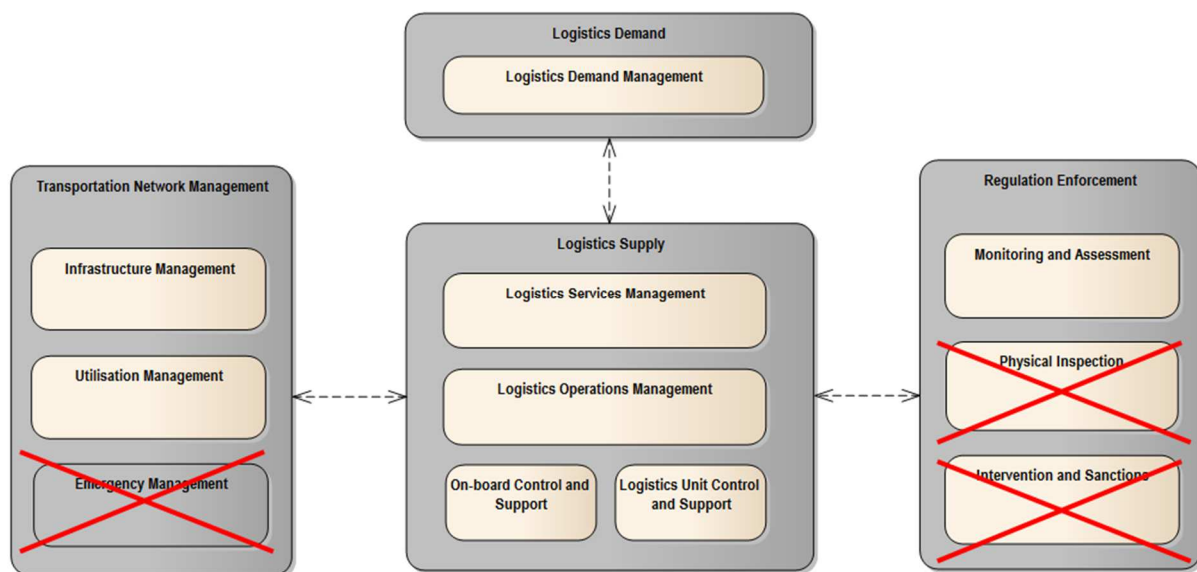 Logistics Demand
Logistics Demand Management
Transportation Network Management
Infrastructure Management
Utilisation Management
Emergency Management
Logistics Supply
Logistics Services Management
Logistics Operations Management
On-board Control and
Support
Logistics Unit Control
and Support
Regulation Enforcement
Monitoring and Assessment
Physical Inspection
Intervention and Sanctions